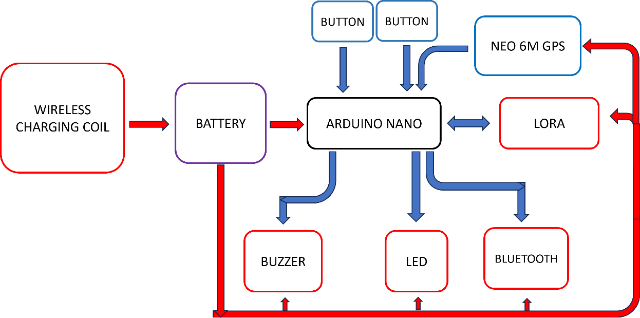 BUTTON
BUTTON
NEO 6M GPS
WIRELESS
CHARGING COIL
BATTERY
ARDUINO NANO
LORA
BUZZER
LED
BLUETOOTH